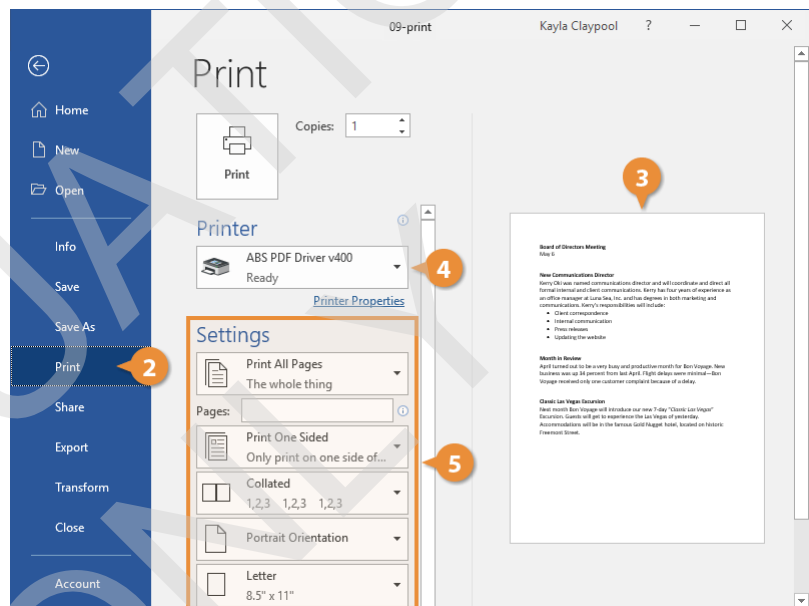 09-print
Kayla Claypool
?
Print
Home
New
Open
Info
Save
Save As
Print
Share
Export
Transform
Close
Account
2
Print
Copies: 1
Printer
ABS PDF Driver v400
Ready
4
Printer Properties
Settings
Print All Pages
The whole thing
Pages:
Print One Sided
Only print on one side of...
5
Collated
1,2,3 1,2,3 1,2,3
Portrait Orientation
Letter
8.5" x 11"
3
Board of Directors Meeting
May 6
New Communications Director
Kerry Oki was named communications director and will coordinate and direct all
formal internal and client communications. Kerry has four years of experience as
an office manager at Luna Sea, Inc. and has degrees in both marketing and
communications. Kerry's responsibilities will include:
• Client correspondence
• Internal communication
• Press releases
• Updating the website
Month in Review
April turned out to be a very busy and productive month for Bon Voyage. New
business was up 34 percent from last April. Flight delays were minimal—Bon
Voyage received only one customer complaint because of a delay.
Classic Las Vegas Excursion
Next month Bon Voyage will introduce our new 7-day "Classic Las Vegas"
Excursion. Guests will get to experience the Las Vegas of yesterday.
Accommodations will be in the famous Gold Nugget hotel, located on historic
Freemont Street.